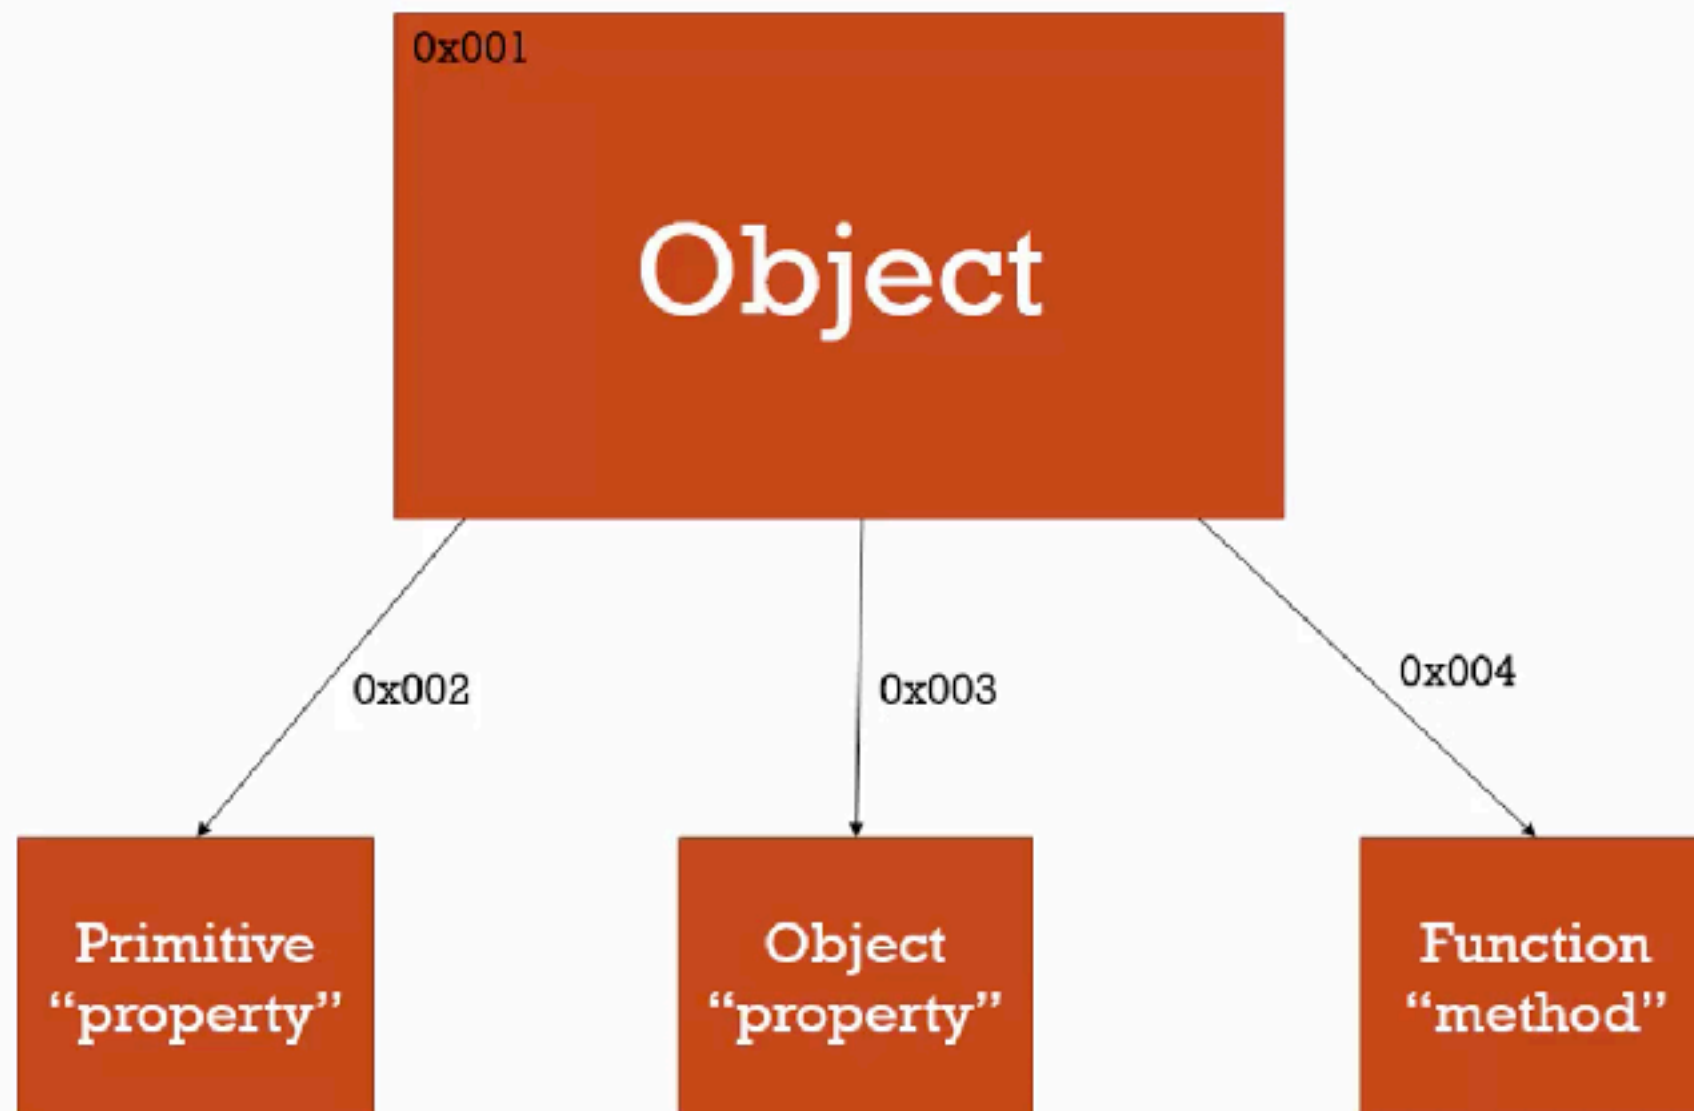 0x001
Object
0x002
0x003
0x004
Primitive
“property”
Object
“property”
Function
“method”